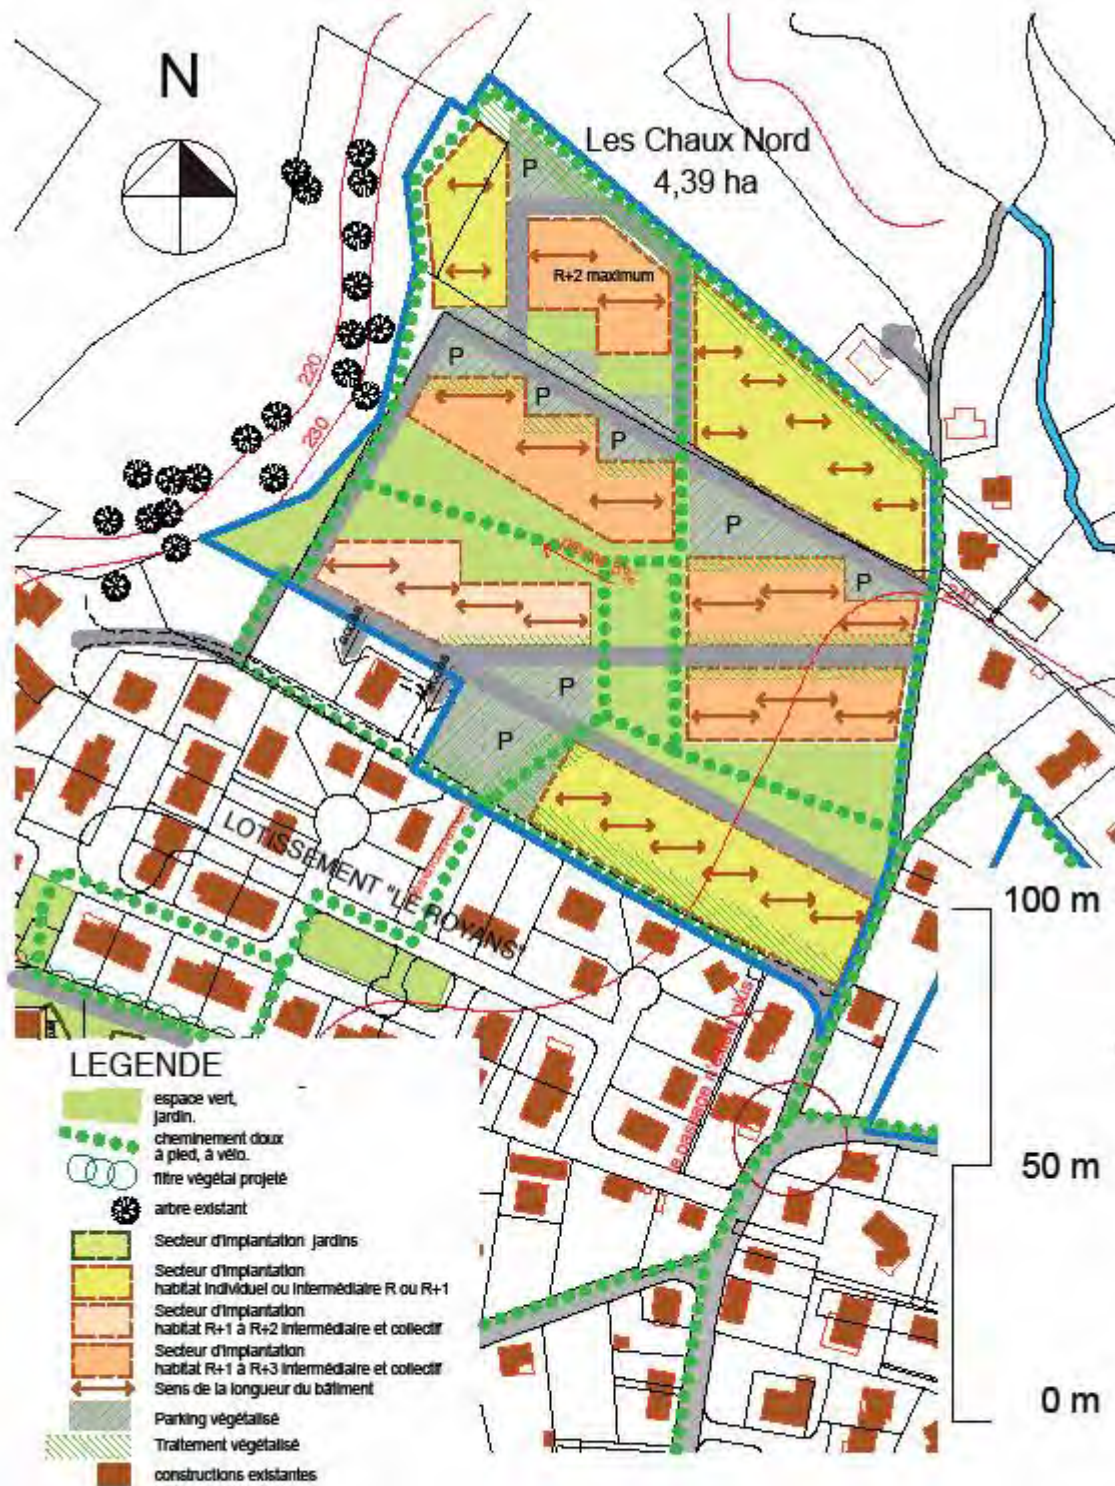 N
Les Chaux Nord
4,39 ha
P
R+2 maximum
P
P
P
220
230
P
P
P
P
LOTISSEMENT "LE ROYANS"
100 m
50 m
0 m
LEGENDE
espace vert,
jardin.
cheminement doux
à pied, à vélo.
filtre végétal projeté
arbre existant
Secteur d'implantation jardins
Secteur d'implantation
habitat individuel ou intermédiaire R ou R+1
Secteur d'implantation
habitat R+1 à R+2 intermédiaire et collectif
Secteur d'implantation
habitat R+1 à R+3 intermédiaire et collectif
Sens de la longueur du bâtiment
Parking végétalisé
Traitement végétalisé
constructions existantes